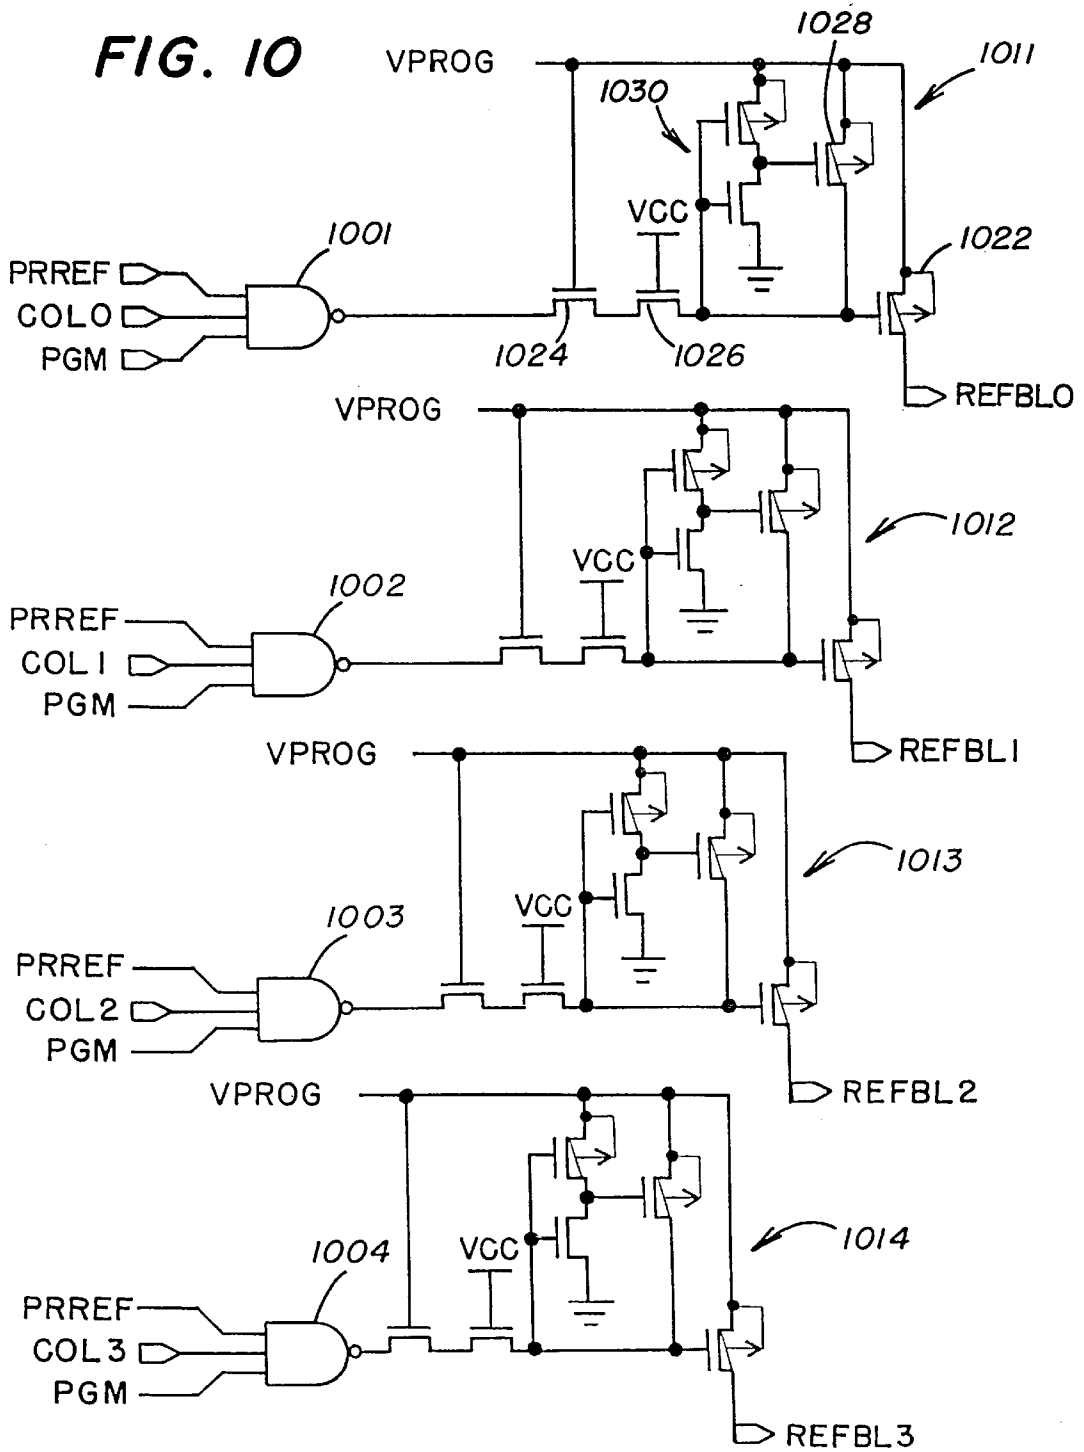 FIG. 10
VPROG
1028
1011
1030
VCC
1001
1022
PRREF
COL0
PGM
1024
1026
REFBL0
VPROG
1012
VCC
1002
PRREF
COL1
PGM
REFBL1
VPROG
1013
VCC
1003
PRREF
COL2
PGM
REFBL2
VPROG
1014
VCC
1004
PRREF
COL3
PGM
REFBL3